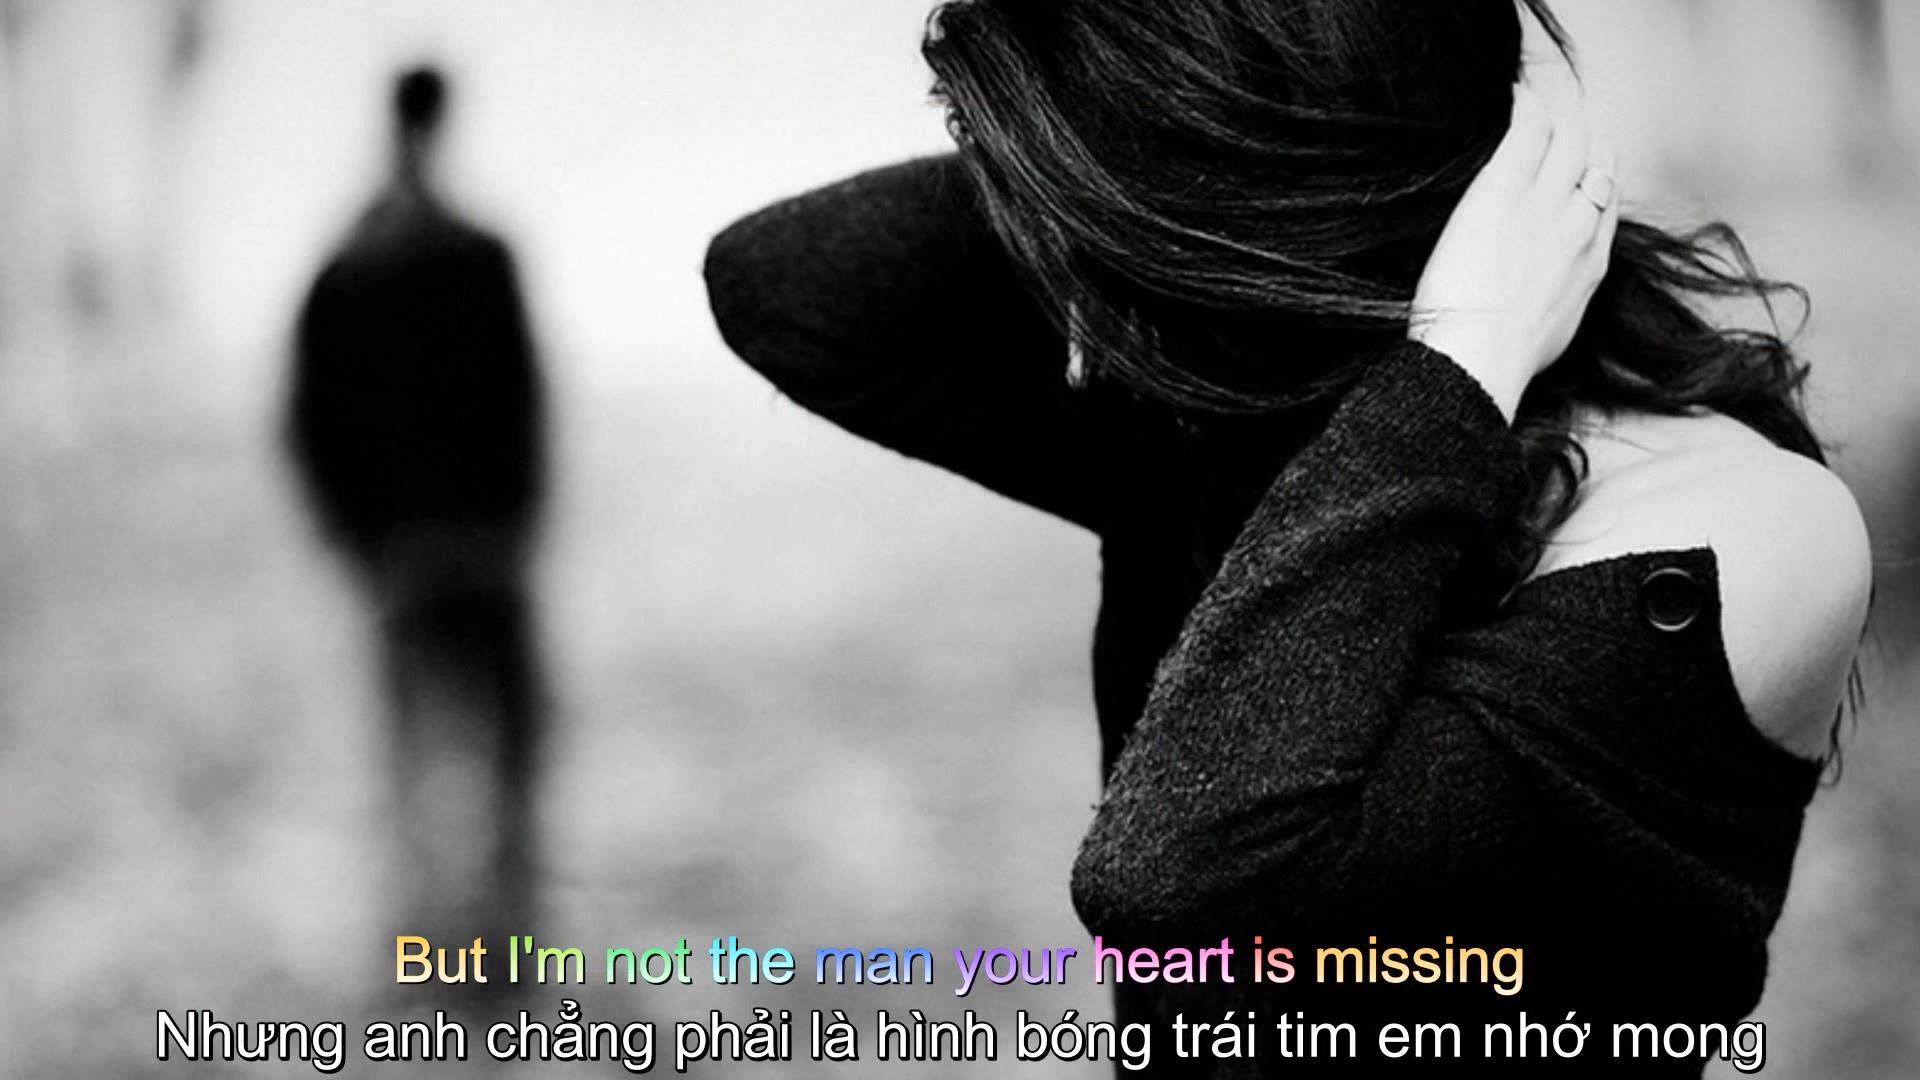 But I'm not the man your heart is missing
Nhưng anh chẳng phải là hình bóng trái tim em nhớ mong